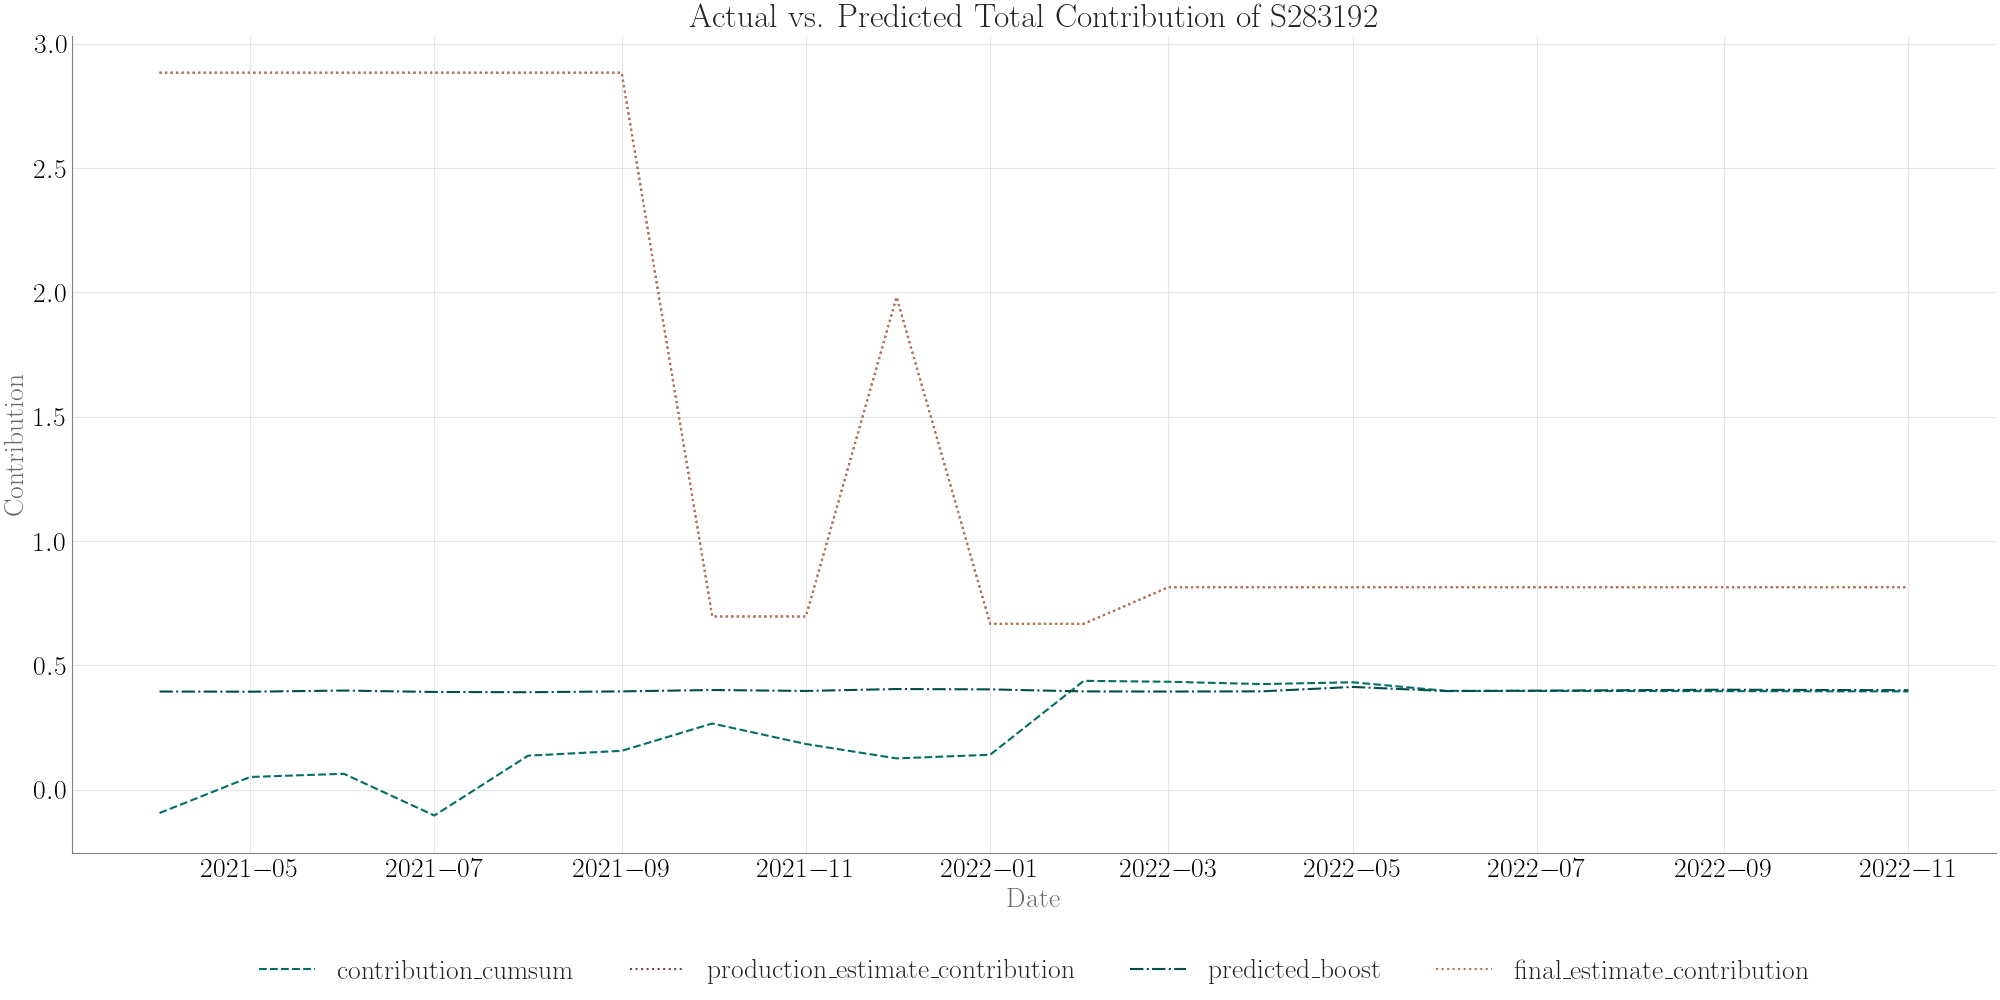 Actual vs. Predicted Total Contribution of S283192
3.0
2.5
2.0
1.5
1.0
0.5
0.0
Contribution
2021−05 2021−07 2021−09 2021−11 2022−01 2022−03 2022−05 2022−07 2022−09 2022−11
Date
contribution_cumsum production_estimate_contribution predicted_boost final_estimate_contribution